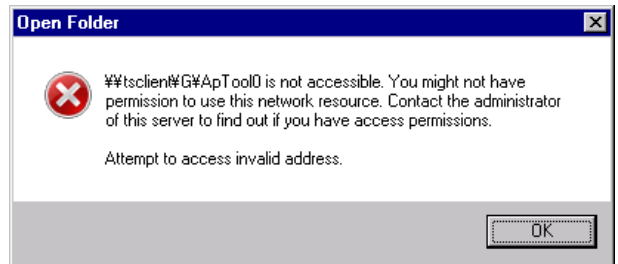 Open Folder
¥¥tsclient¥G¥ApTool0 is not accessible. You might not have
permission to use this network resource. Contact the administrator
of this server to find out if you have access permissions.
Attempt to access invalid address.
OK